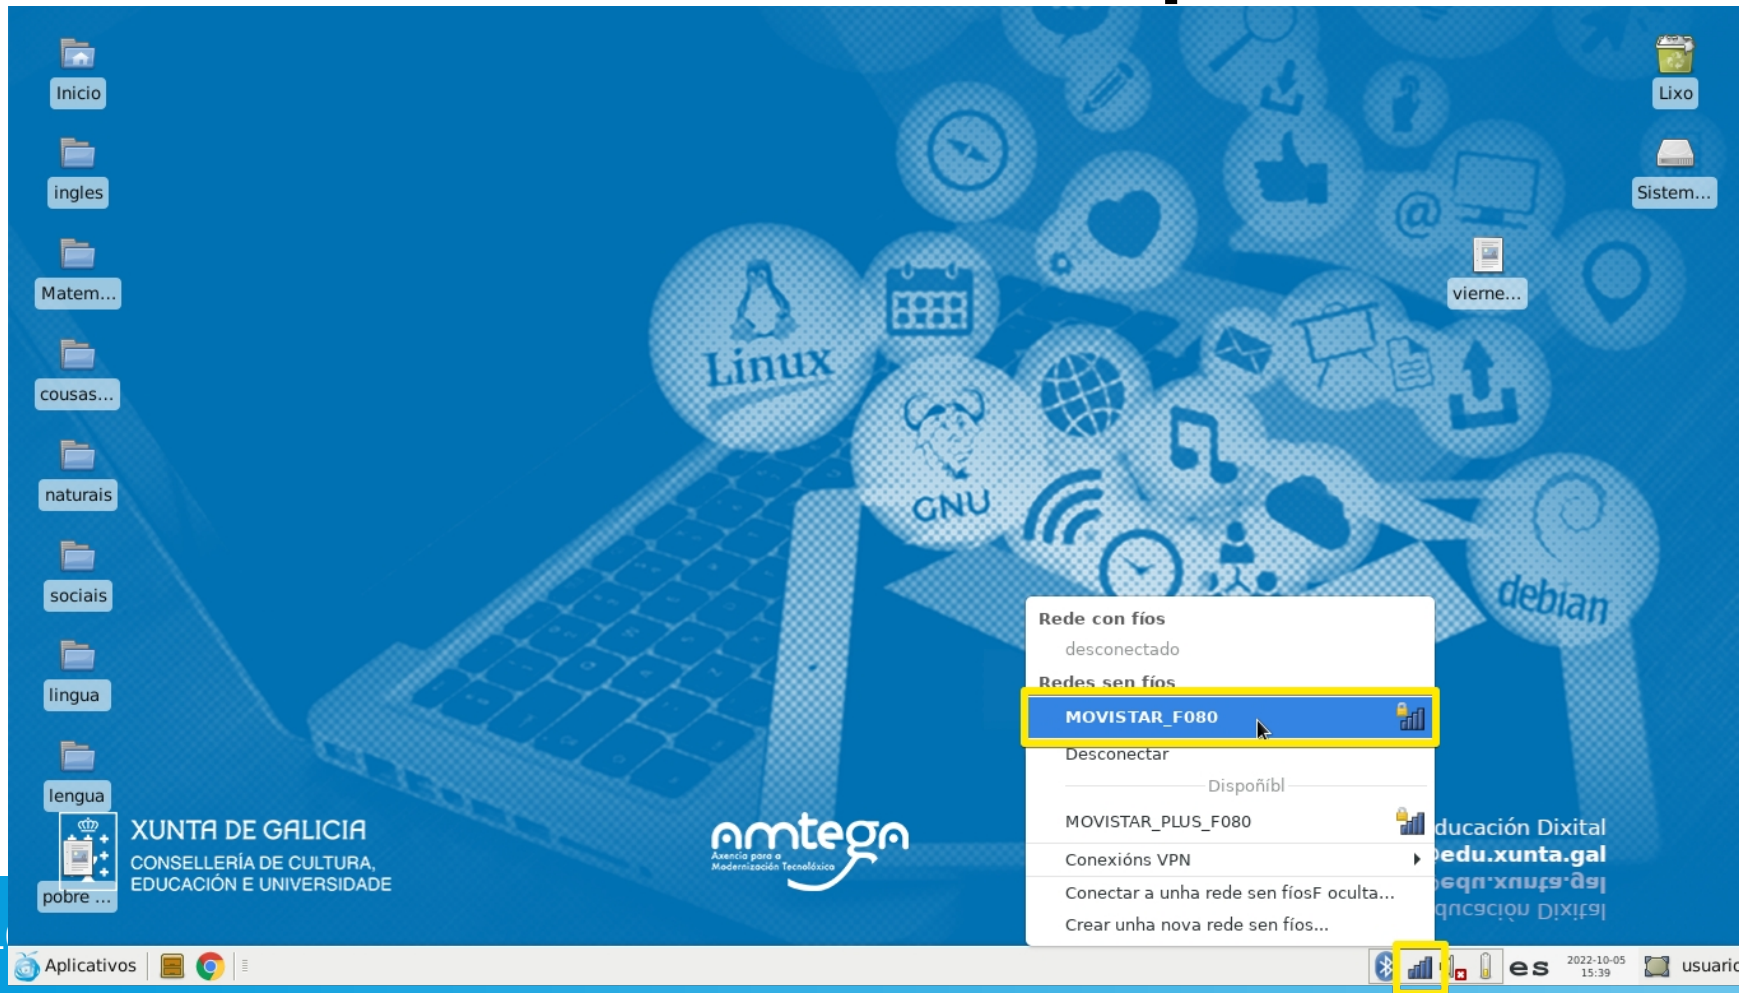 Inicio
ingles
Matem...
cousas...
naturais
sociais
lingua
lengua
pobre ...
Lixo
Sistem...
vierne...
Linux
GNU
@
debian
XUNTA DE GALICIA
CONSELLERÍA DE CULTURA,
EDUCACIÓN E UNIVERSIDADE
amtega
Axencia para a
Modernización Tecnolóxica
Rede con fíos
desconectado
Redes sen fíos
MOVISTAR_F080
Desconectar
Dispoñíbl
MOVISTAR_PLUS_F080
Conexións VPN
Conectar a unha rede sen fíosF oculta...
Crear unha nova rede sen fíos...
ducación Dixital
edu.xunta.gal
Aplicativos
es
2022-10-05
15:39
usuario